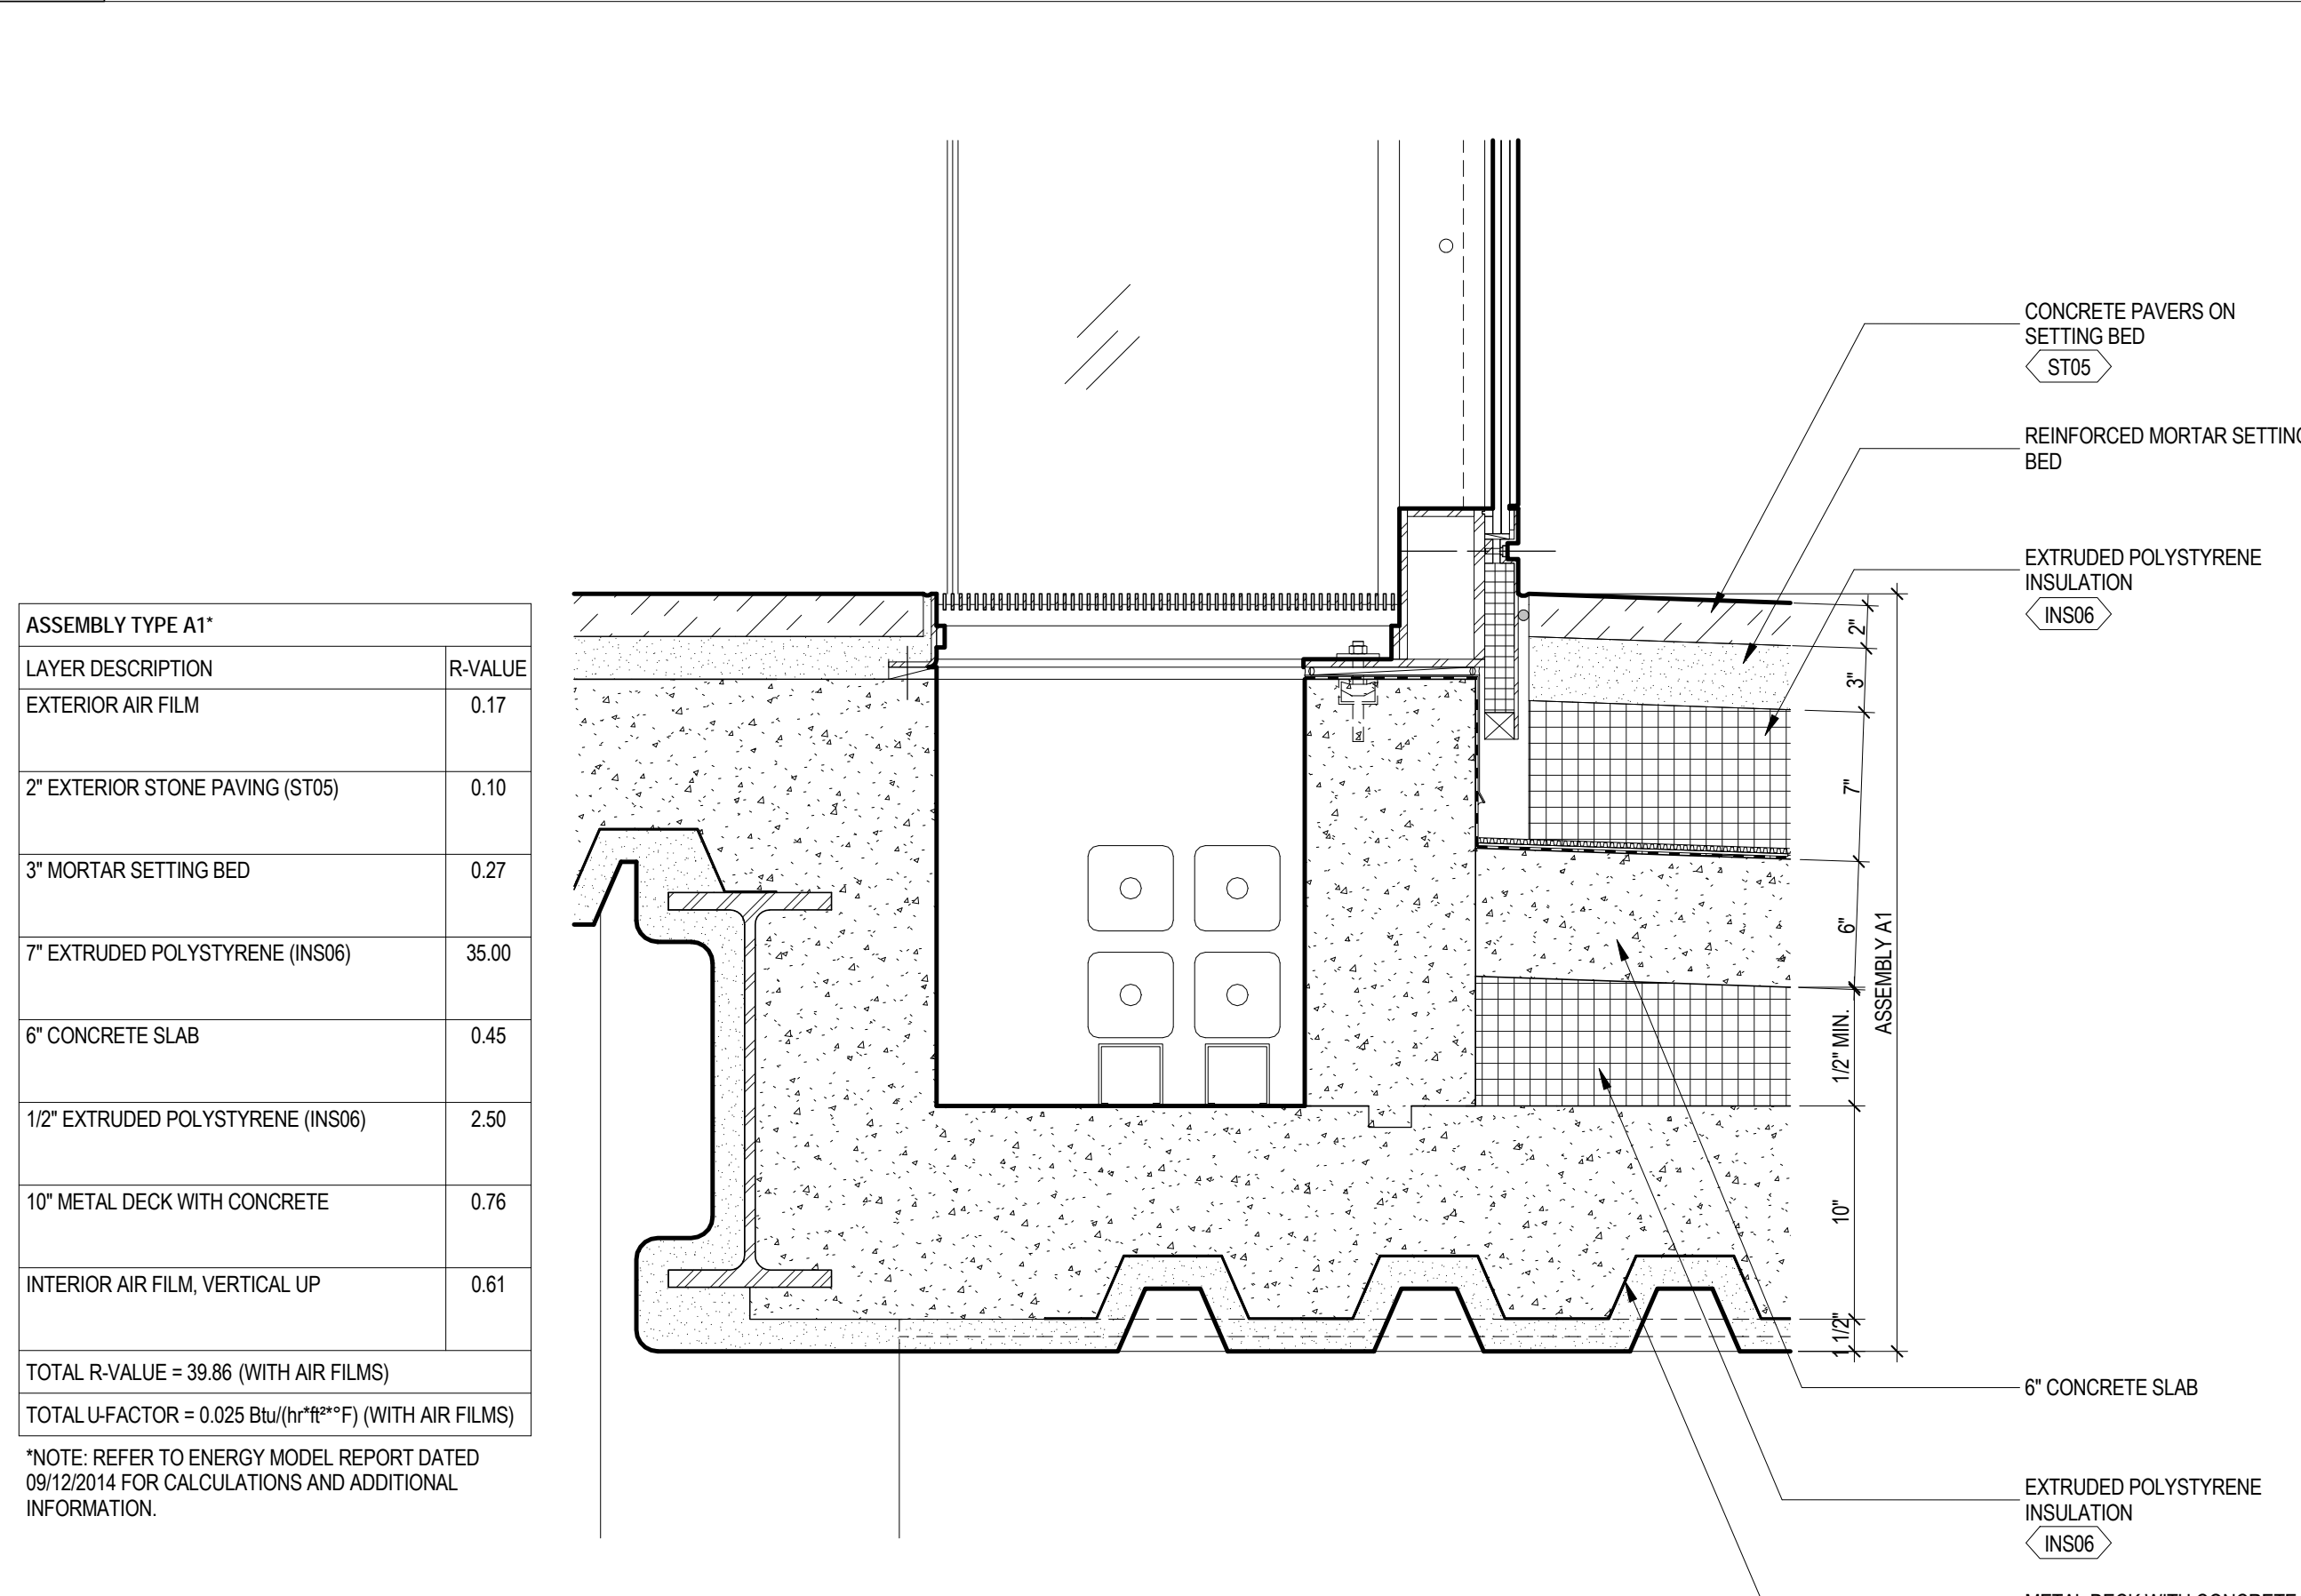 ASSEMBLY TYPE A1*
LAYER DESCRIPTION R-VALUE
EXTERIOR AIR FILM 0.17
2" EXTERIOR STONE PAVING (ST05) 0.10
3" MORTAR SETTING BED 0.27
7" EXTRUDED POLYSTYRENE (INS06) 35.00
6" CONCRETE SLAB 0.45
1/2" EXTRUDED POLYSTYRENE (INS06) 2.50
10" METAL DECK WITH CONCRETE 0.76
INTERIOR AIR FILM, VERTICAL UP 0.61
TOTAL R-VALUE = 39.86 (WITH AIR FILMS)
TOTAL U-FACTOR = 0.025 Btu/(hr*ft²*°F) (WITH AIR FILMS)
*NOTE: REFER TO ENERGY MODEL REPORT DATED
09/12/2014 FOR CALCULATIONS AND ADDITIONAL
INFORMATION.
2"
3"
7"
6"
1/2" MIN.
10"
1 1/2"
ASSEMBLY A1
CONCRETE PAVERS ON
SETTING BED
ST05
REINFORCED MORTAR SETTING
BED
EXTRUDED POLYSTYRENE
INSULATION
INS06
6" CONCRETE SLAB
EXTRUDED POLYSTYRENE
INSULATION
INS06
METAL DECK WITH CONCRETE